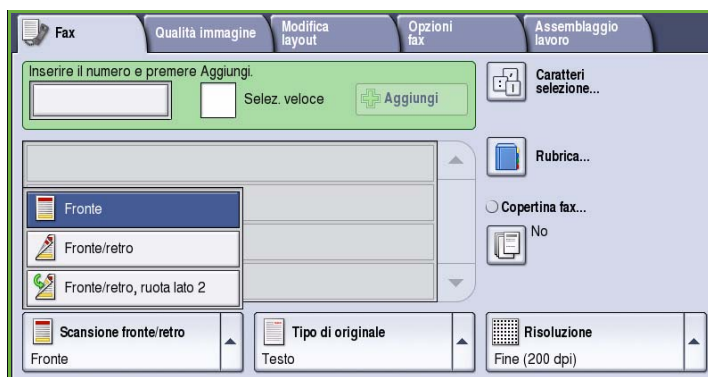 Fax
Qualità immagine
Modifica
layout
Opzioni
fax
Assemblaggio
lavoro
Inserire il numero e premere Aggiungi.
Selez. veloce
Aggiungi
Caratteri
selezione...
Rubrica...
Copertina fax...
No
Fronte
Fronte/retro
Fronte/retro, ruota lato 2
Scansione fronte/retro
Fronte
Tipo di originale
Testo
Risoluzione
Fine (200 dpi)